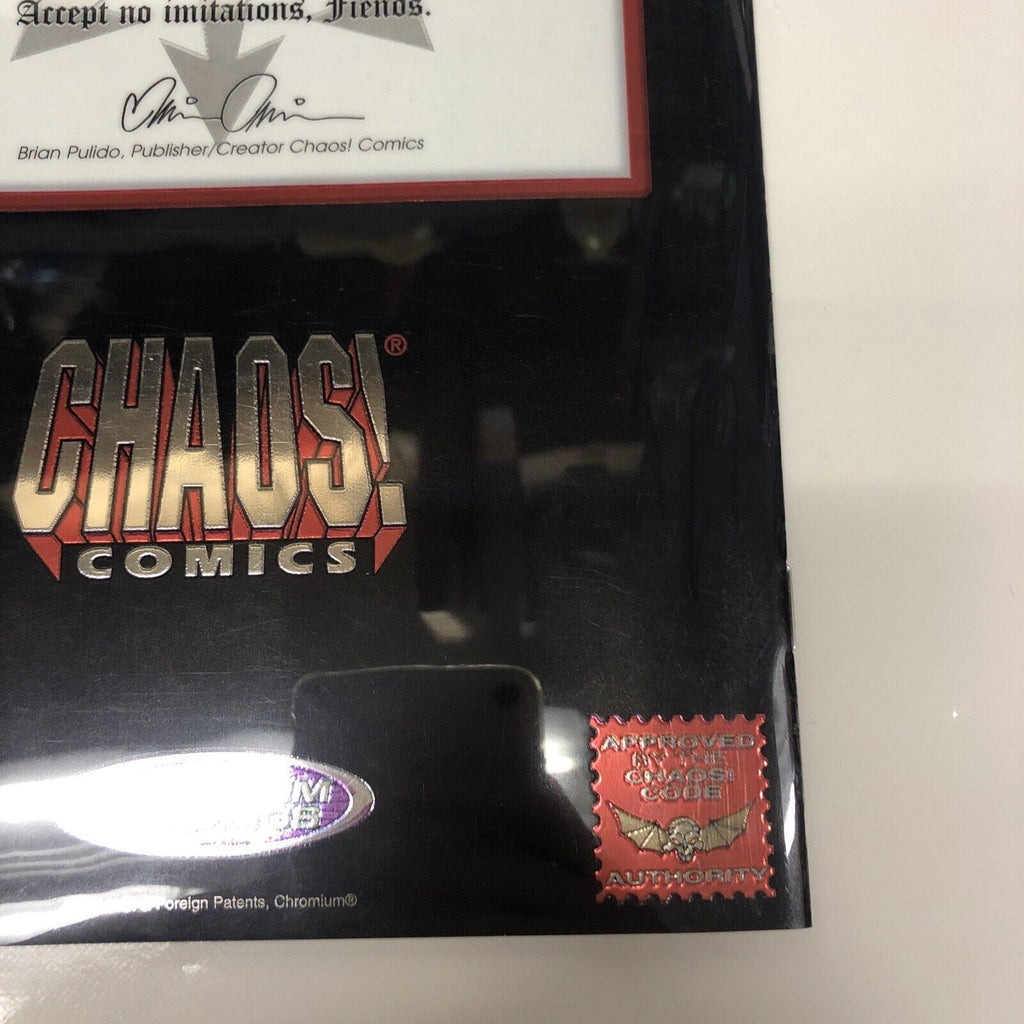 Accept no imitations, Fiends.
Brian Pulido, Publisher/Creator Chaos! Comics
CHAOS!®
COMICS
APPROVED
BY THE
CHAOS!
CODE
AUTHORITY
Foreign Patents, Chromium®